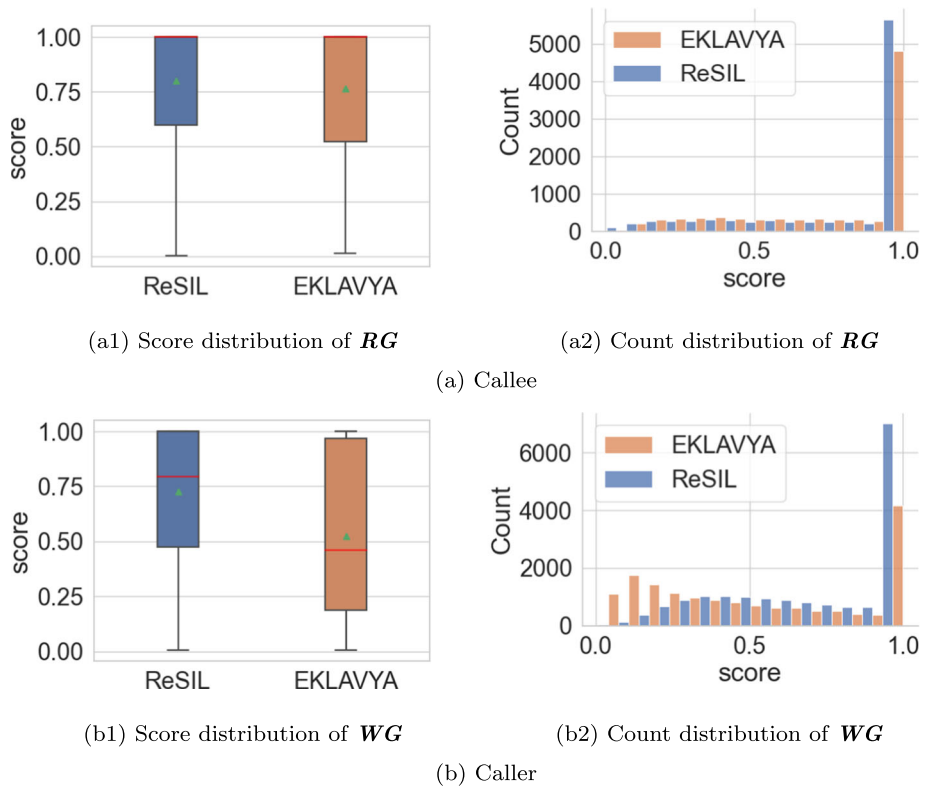 score
1.00
0.75
0.50
0.25
0.00
ReSIL
EKLAVYA
Count
5000
4000
3000
2000
1000
0
EKLAVYA
ReSIL
0.0
0.5
1.0
score
(a1) Score distribution of RG
(a2) Count distribution of RG
(a) Callee
score
1.00
0.75
0.50
0.25
0.00
ReSIL
EKLAVYA
Count
6000
4000
2000
0
EKLAVYA
ReSIL
0.0
0.5
1.0
score
(b1) Score distribution of WG
(b2) Count distribution of WG
(b) Caller